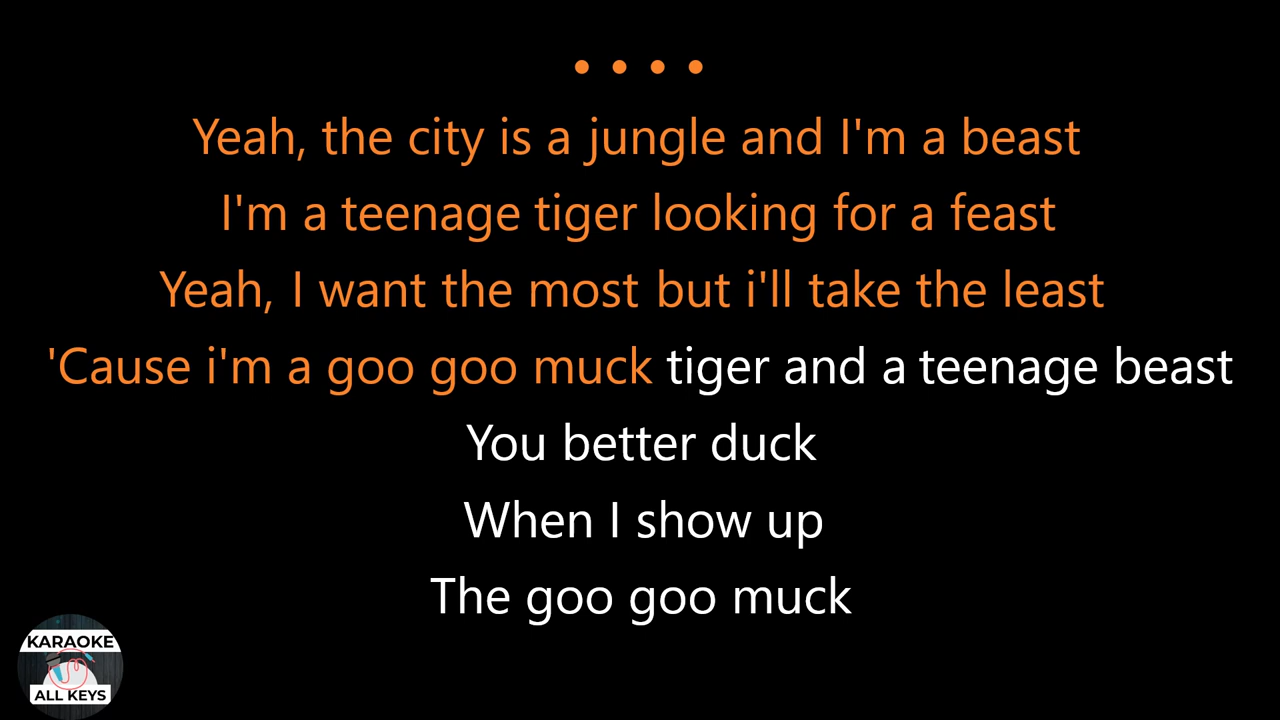 Yeah, the city is a jungle and I'm a beast
I'm a teenage tiger looking for a feast
Yeah, I want the most but i'll take the least
'Cause i'm a goo goo muck tiger and a teenage beast
You better duck
When I show up
The goo goo muck
KARAOKE
ALL KEYS